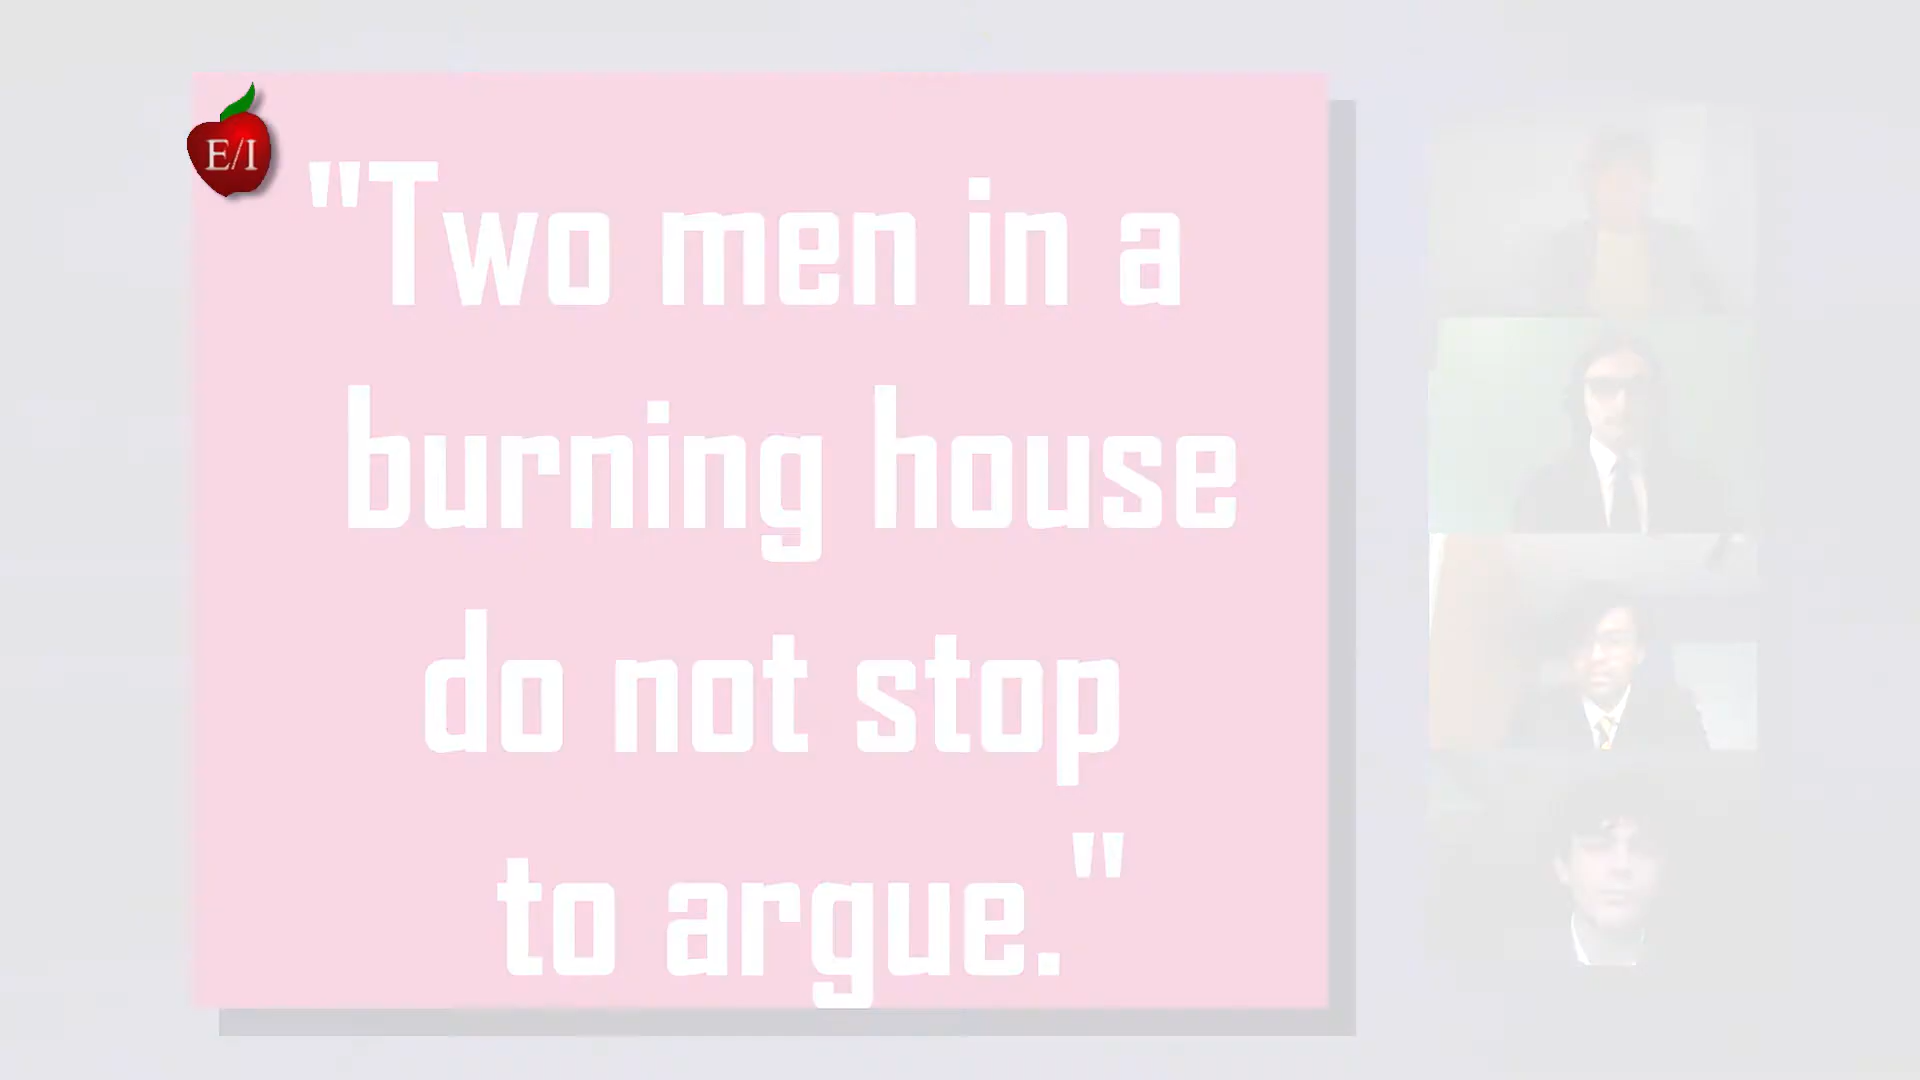 E/I
"Two men in a
burning house
do not stop
to argue."